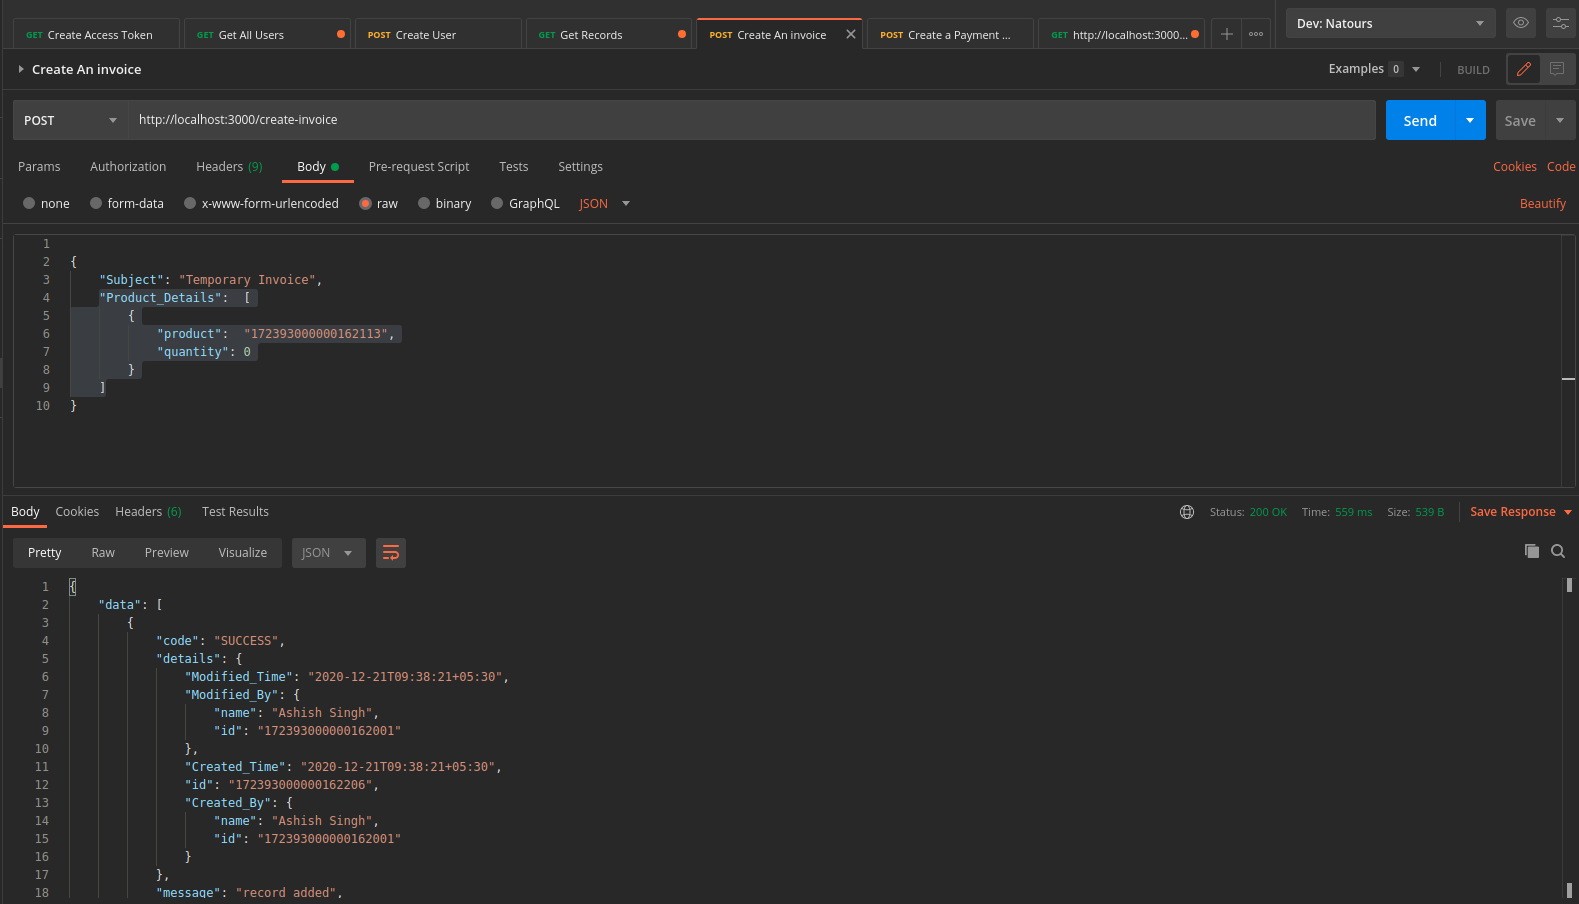 GET Create Access Token GET Get All Users POST Create User GET Get Records POST Create An invoice POST Create a Payment ... GET http://localhost:3000... Dev: Natours
Create An invoice Examples 0 BUILD
POST http://localhost:3000/create-invoice Send Save
Params Authorization Headers (9) Body Pre-request Script Tests Settings Cookies Code
none form-data x-www-form-urlencoded raw binary GraphQL JSON Beautify
1
2 {
3 "Subject": "Temporary Invoice",
4 "Product_Details": [
5 {
6 "product": "172393000000162113",
7 "quantity": 0
8 }
9 ]
10 }
Body Cookies Headers (6) Test Results Status: 200 OK Time: 559 ms Size: 539 B Save Response
Pretty Raw Preview Visualize JSON
1 {
2 "data": [
3 {
4 "code": "SUCCESS",
5 "details": {
6 "Modified_Time": "2020-12-21T09:38:21+05:30",
7 "Modified_By": {
8 "name": "Ashish Singh",
9 "id": "172393000000162001"
10 },
11 "Created_Time": "2020-12-21T09:38:21+05:30",
12 "id": "172393000000162206",
13 "Created_By": {
14 "name": "Ashish Singh",
15 "id": "172393000000162001"
16 }
17 },
18 "message": "record added",